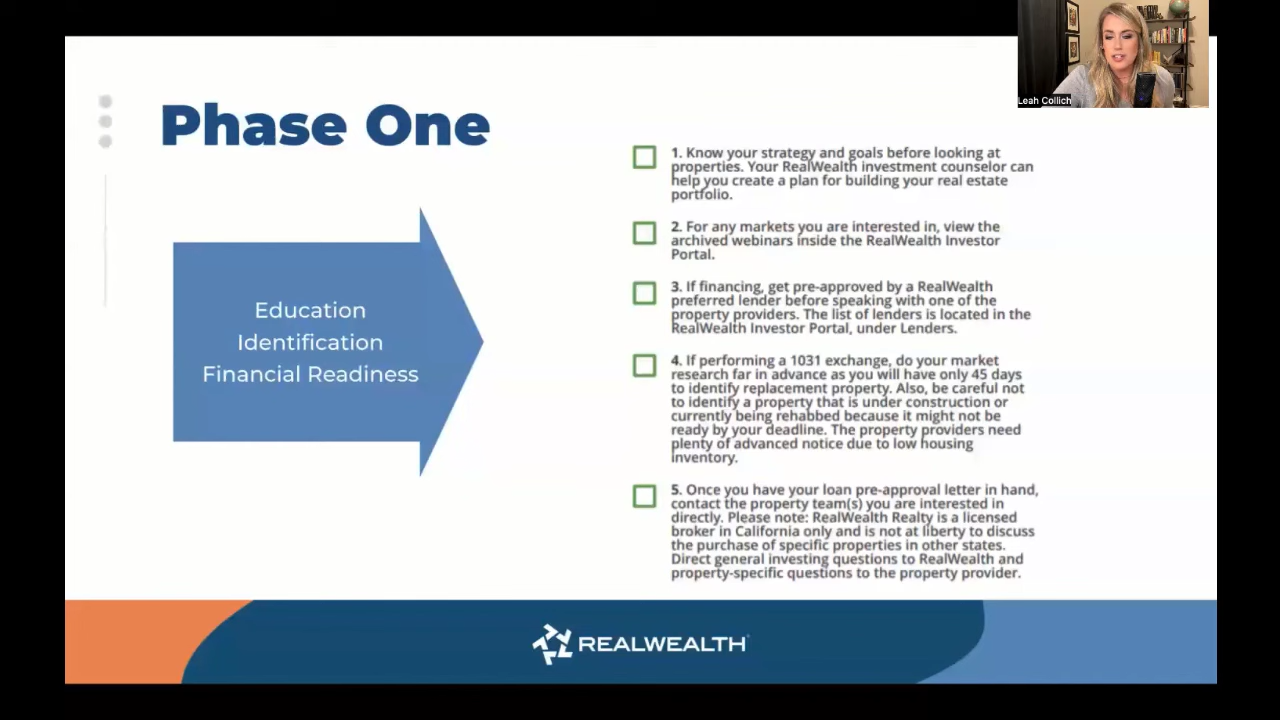 Leah Collich
Phase One
Education
Identification
Financial Readiness
1. Know your strategy and goals before looking at
properties. Your RealWealth investment counselor can
help you create a plan for building your real estate
portfolio.
2. For any markets you are interested in, view the
archived webinars inside the RealWealth Investor
Portal.
3. If financing, get pre-approved by a RealWealth
preferred lender before speaking with one of the
property providers. The list of lenders is located in the
RealWealth Investor Portal, under Lenders.
4. If performing a 1031 exchange, do your market
research far in advance as you will have only 45 days
to identify replacement property. Also, be careful not
to identify a property that is under construction or
currently being rehabbed because it might not be
ready by your deadline. The property providers need
plenty of advanced notice due to low housing
inventory.
5. Once you have your loan pre-approval letter in hand,
contact the property team(s) you are interested in
directly. Please note: RealWealth Realty is a licensed
broker in California only and is not at liberty to discuss
the purchase of specific properties in other states.
Direct general investing questions to RealWealth and
property-specific questions to the property provider.
REALWEALTH